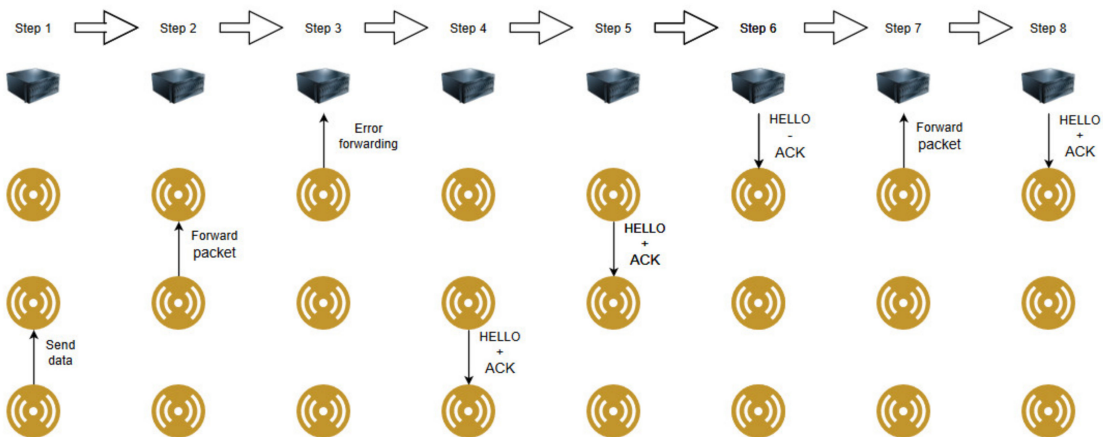 Step 1
Step 2
Step 3
Step 4
Step 5
Step 6
Step 7
Step 8
Error
forwarding
HELLO
-
ACK
Forward
packet
HELLO
+
ACK
Forward
packet
HELLO
+
ACK
Send
data
HELLO
+
ACK